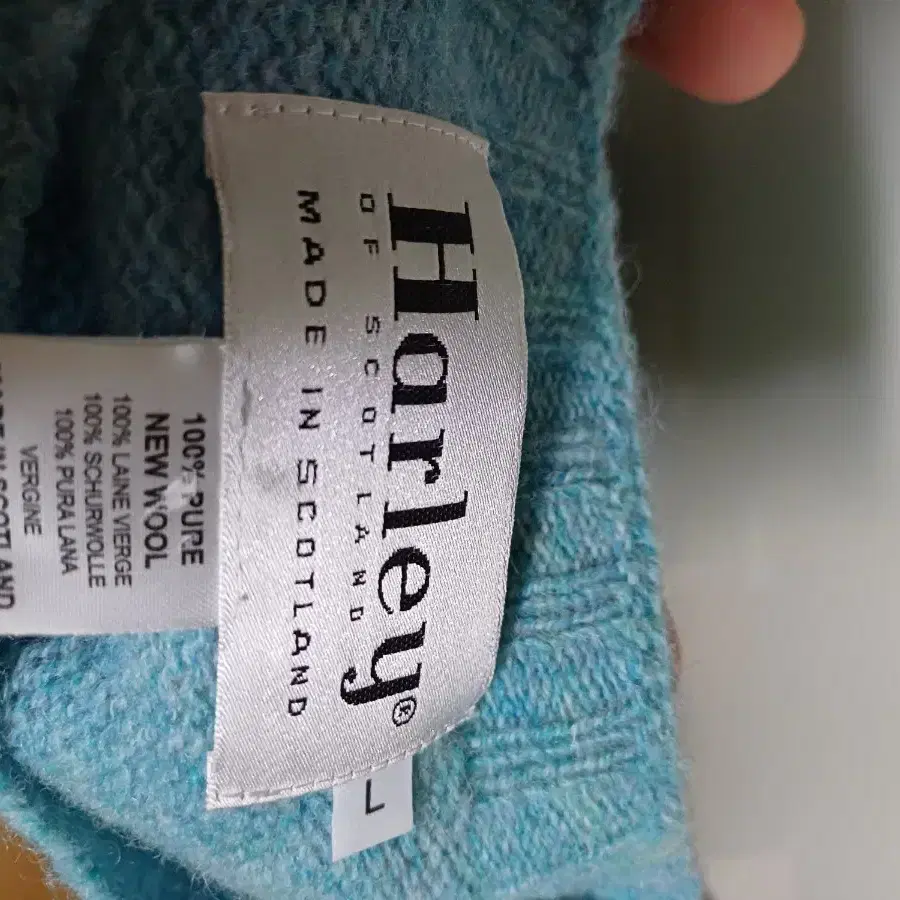 Harley®
OF SCOTLAND
MADE IN SCOTLAND
L
100% PURE
NEW WOOL
100% LAINE VIERGE
100% SCHURWOLLE
100% PURA LANA
VERGINE
SCOTLAND